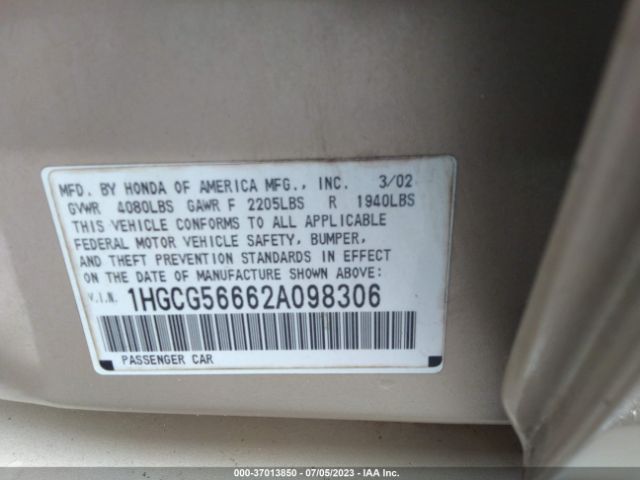 MFD. BY HONDA OF AMERICA MFG., INC. 3/02
GVWR 4080LBS GAWR F 2205LBS R 1940LBS
THIS VEHICLE CONFORMS TO ALL APPLICABLE
FEDERAL MOTOR VEHICLE SAFETY, BUMPER,
AND THEFT PREVENTION STANDARDS IN EFFECT
ON THE DATE OF MANUFACTURE SHOWN ABOVE:
V.I.N. 1HGCG56662A098306
PASSENGER CAR
000-37013850 - 07/05/2023 - IAA Inc.